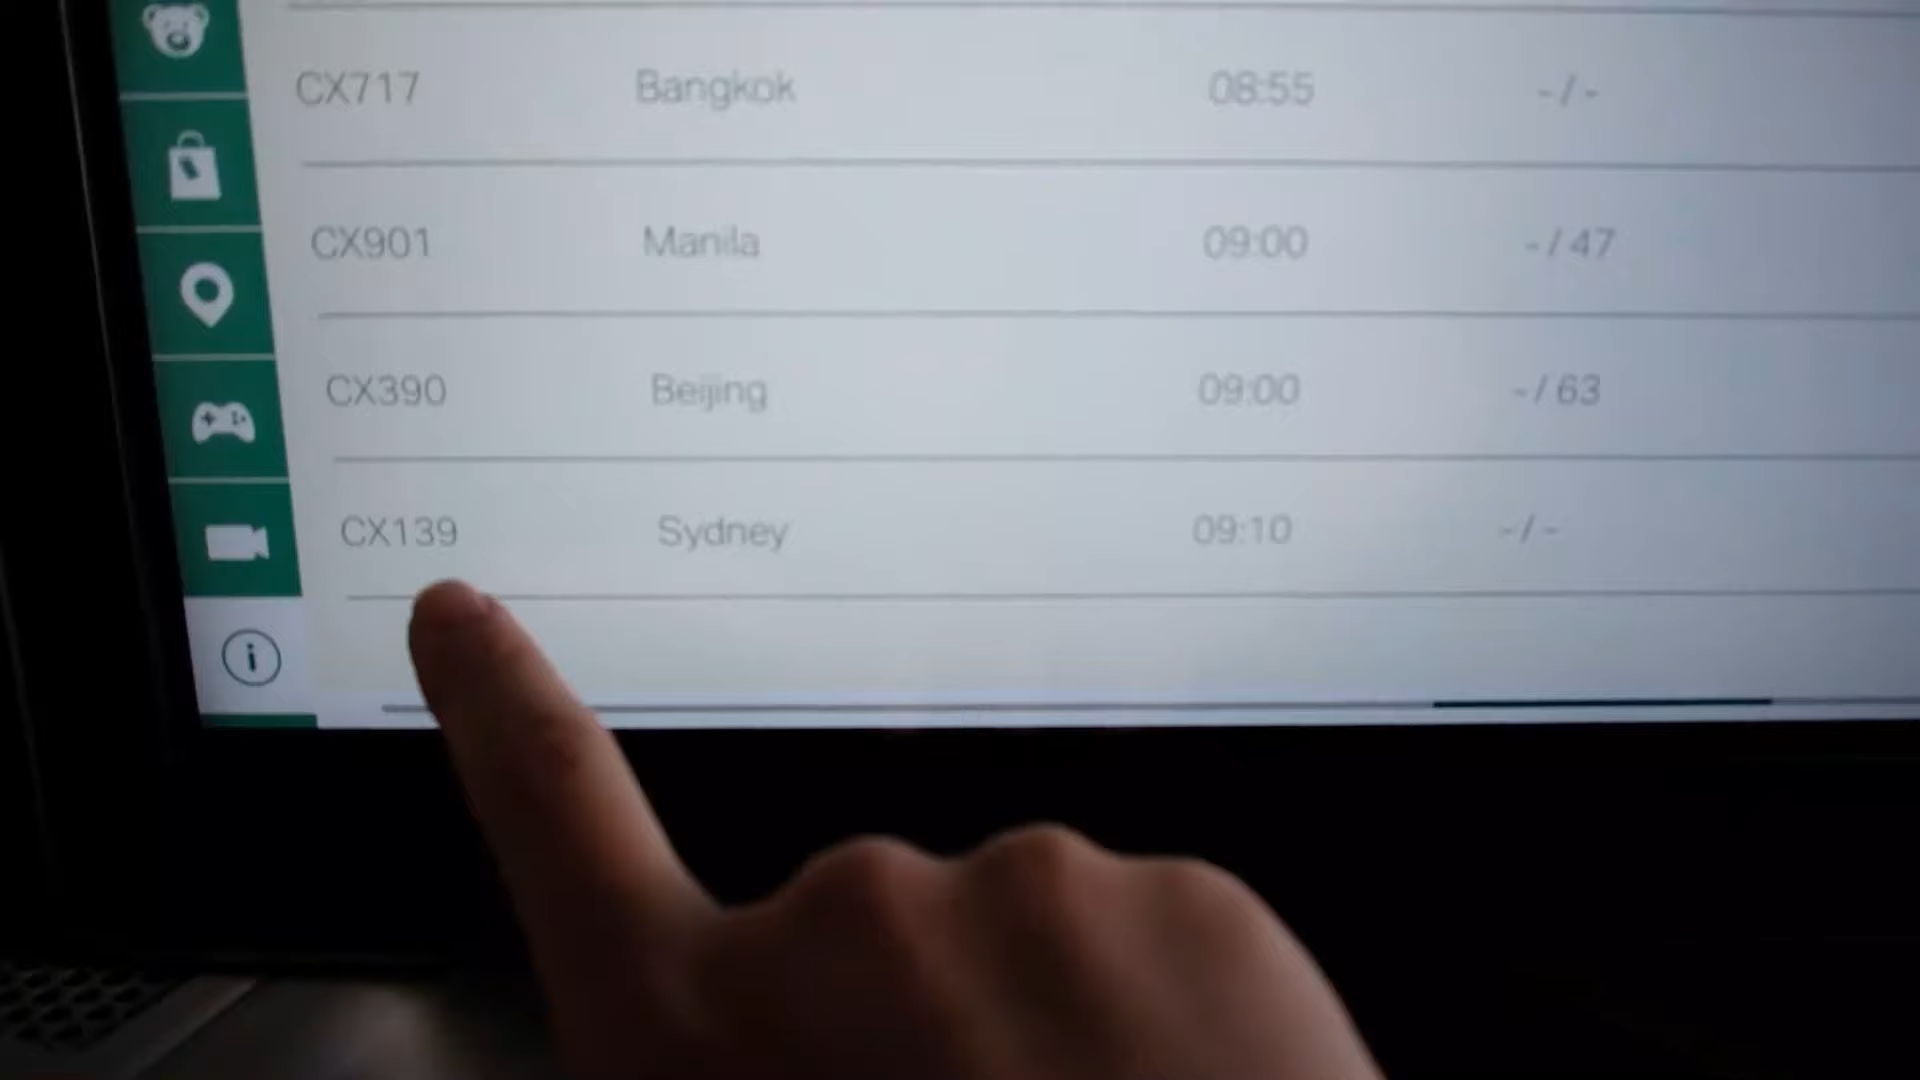 CX717 Bangkok 08:55 - / -
CX901 Manila 09:00 - / 47
CX390 Beijing 09:00 - / 63
CX139 Sydney 09:10 - / -
i